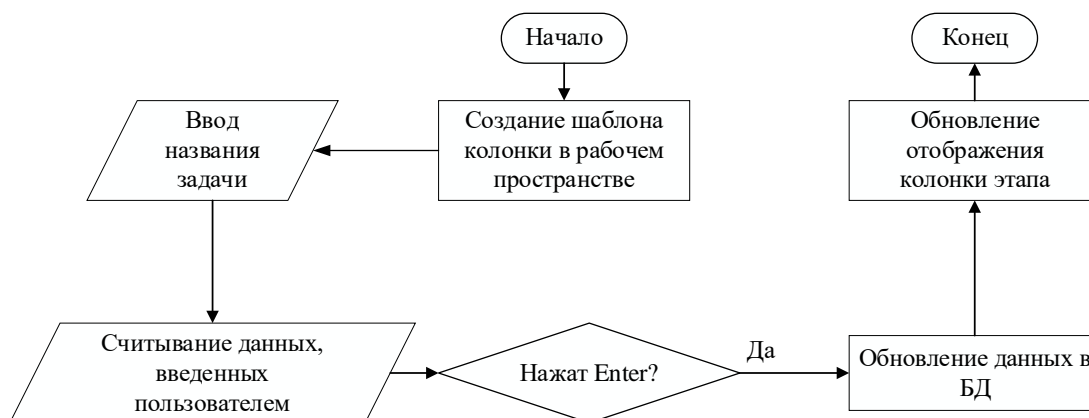 Начало
Конец
Ввод
названия
задачи
Создание шаблона
колонки в рабочем
пространстве
Обновление
отображения
колонки этапа
Считывание данных,
введенных
пользователем
Нажат Enter?
Да
Обновление данных в
БД